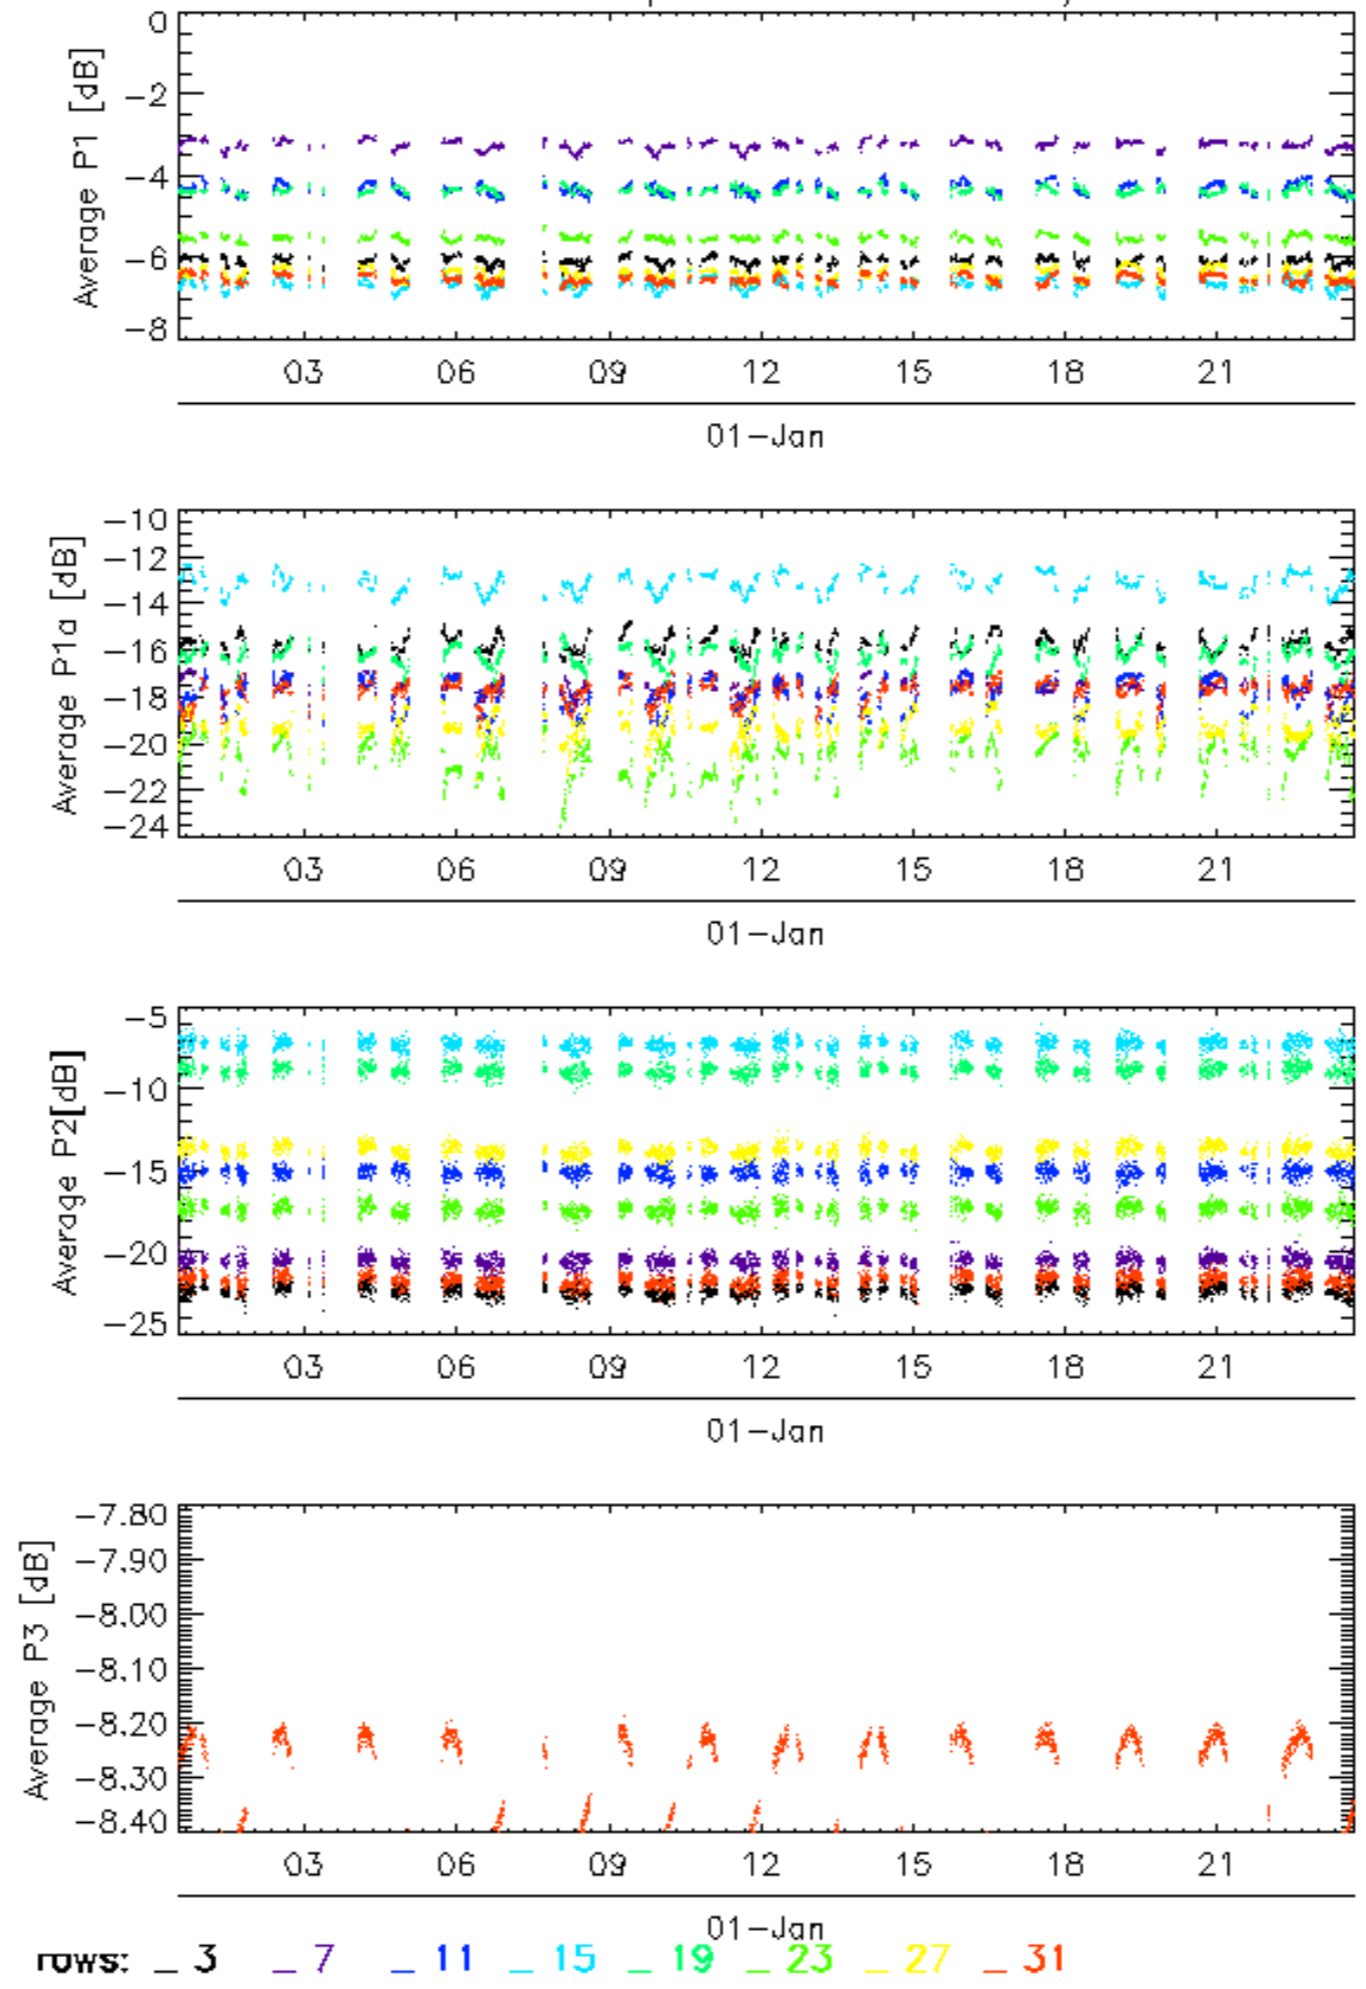 0
−2
−4
−6
−8
Average P1 [dB]
03 06 09 12 15 18 21
01−Jan
−10
−12
−14
−16
−18
−20
−22
−24
Average P1a [dB]
03 06 09 12 15 18 21
01−Jan
−5
−10
−15
−20
−25
Average P2[dB]
03 06 09 12 15 18 21
01−Jan
−7.80
−7.90
−8.00
−8.10
−8.20
−8.30
−8.40
Average P3 [dB]
03 06 09 12 15 18 21
01−Jan
rows: _ 3 _ 7 _ 11 _ 15 _ 19 _ 23 _ 27 _ 31